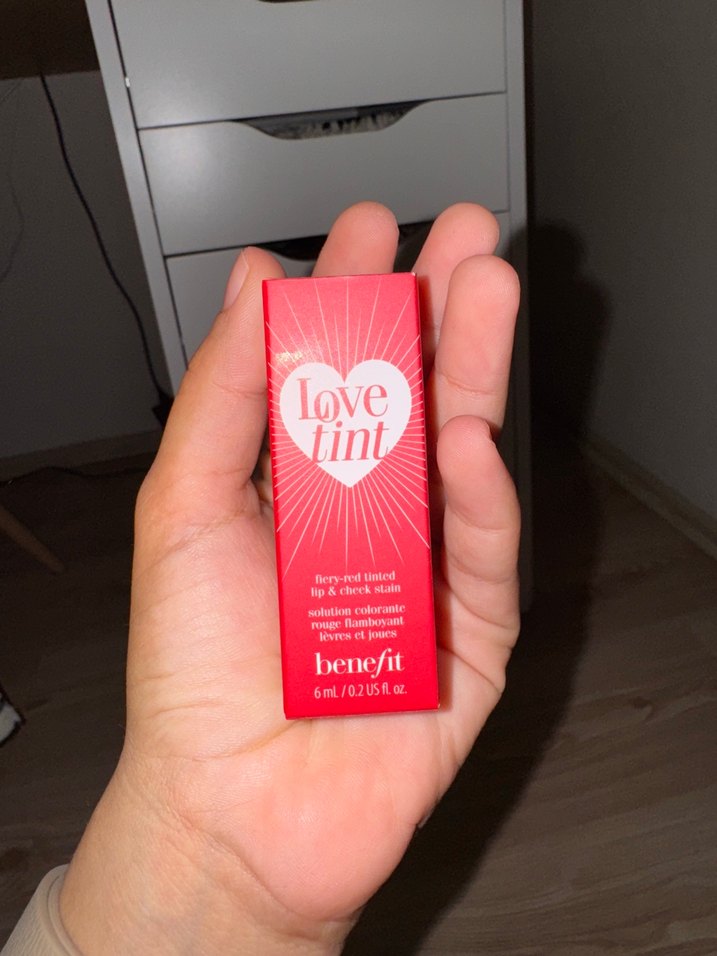 Love
tint
fiery-red tinted
lip & cheek stain
solution colorante
rouge flamboyant
lèvres et joues
benefit
6 mL / 0.2 US fl. oz.